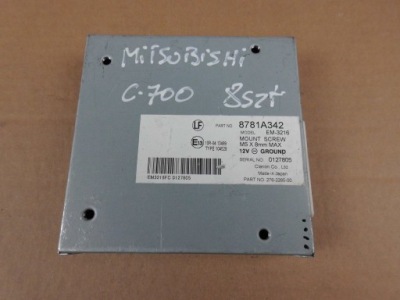 MiTSUBiSHi
C-700 8szt
LF PART NO 8781A342
MODEL EM-3216
MOUNT SCREW
M5 X 8mm MAX
12V ⊖ GROUND
SERIAL NO 0127805
Clarion Co., Ltd.
Made in Japan